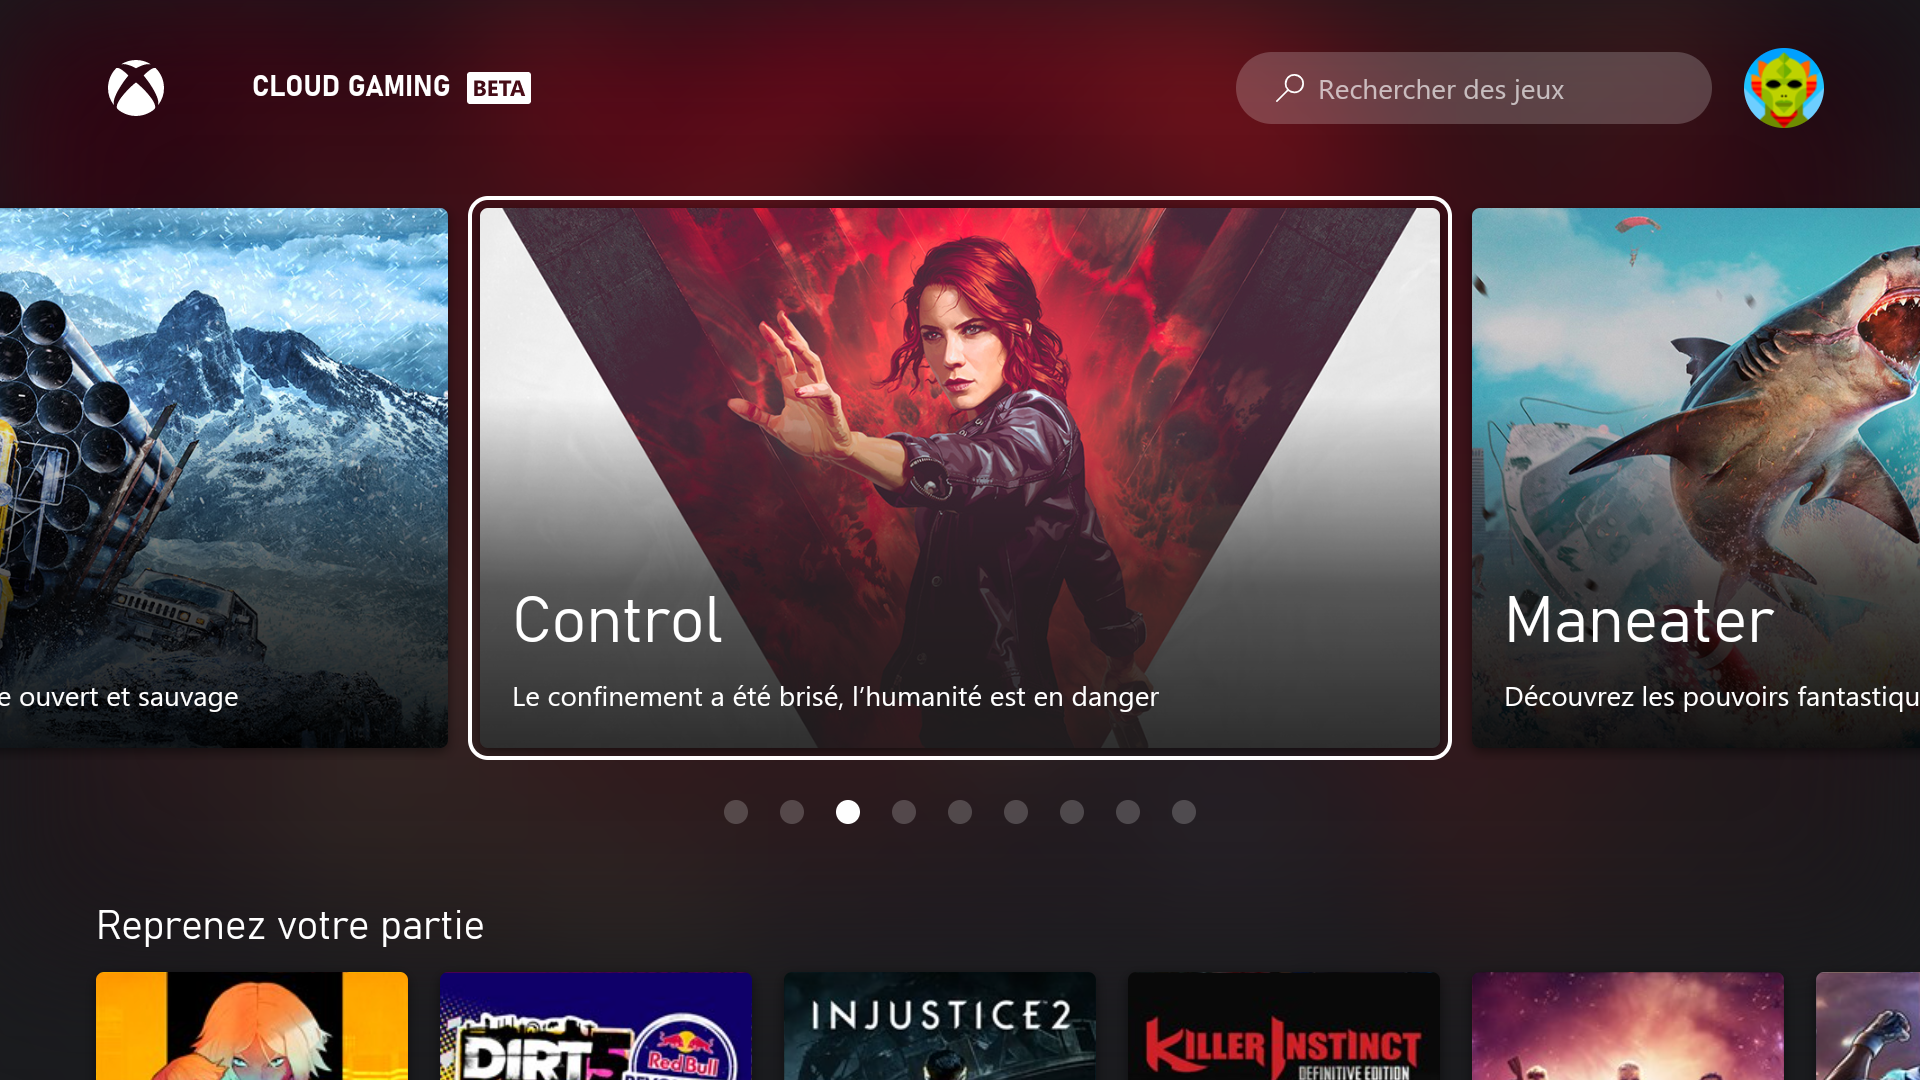 CLOUD GAMING BETA
Rechercher des jeux
e ouvert et sauvage
Control
Le confinement a été brisé, l’humanité est en danger
Maneater
Découvrez les pouvoirs fantastiqu
Reprenez votre partie
DIRT 5
Red Bull
INJUSTICE 2
KILLER INSTINCT
DEFINITIVE EDITION